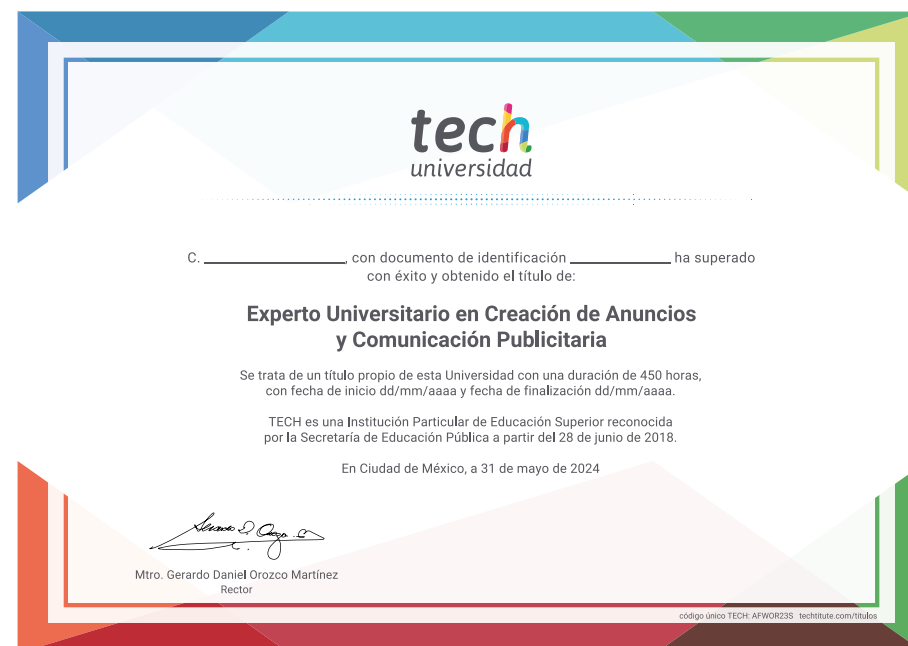 tech
universidad
C. ____________, con documento de identificación ____________ ha superado
con éxito y obtenido el título de:
Experto Universitario en Creación de Anuncios
y Comunicación Publicitaria
Se trata de un título propio de esta Universidad con una duración de 450 horas,
con fecha de inicio dd/mm/aaaa y fecha de finalización dd/mm/aaaa.
TECH es una Institución Particular de Educación Superior reconocida
por la Secretaría de Educación Pública a partir del 28 de junio de 2018.
En Ciudad de México, a 31 de mayo de 2024
Mtro. Gerardo Daniel Orozco Martínez
Rector
código único TECH: AFWOR23S techtitute.com/titulos